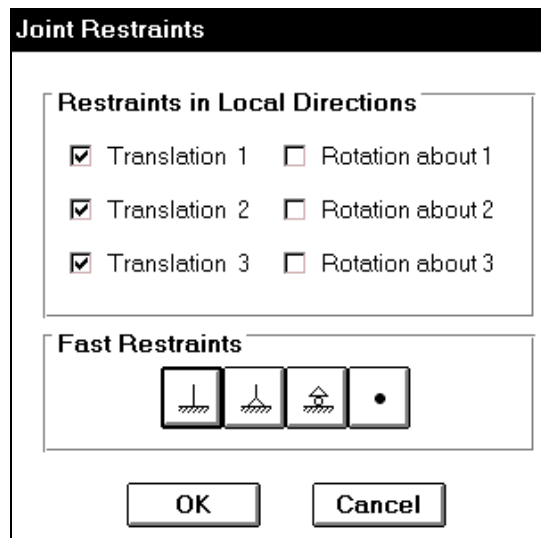 Joint Restraints
Restraints in Local Directions
Translation 1 Rotation about 1
Translation 2 Rotation about 2
Translation 3 Rotation about 3
Fast Restraints
OK Cancel